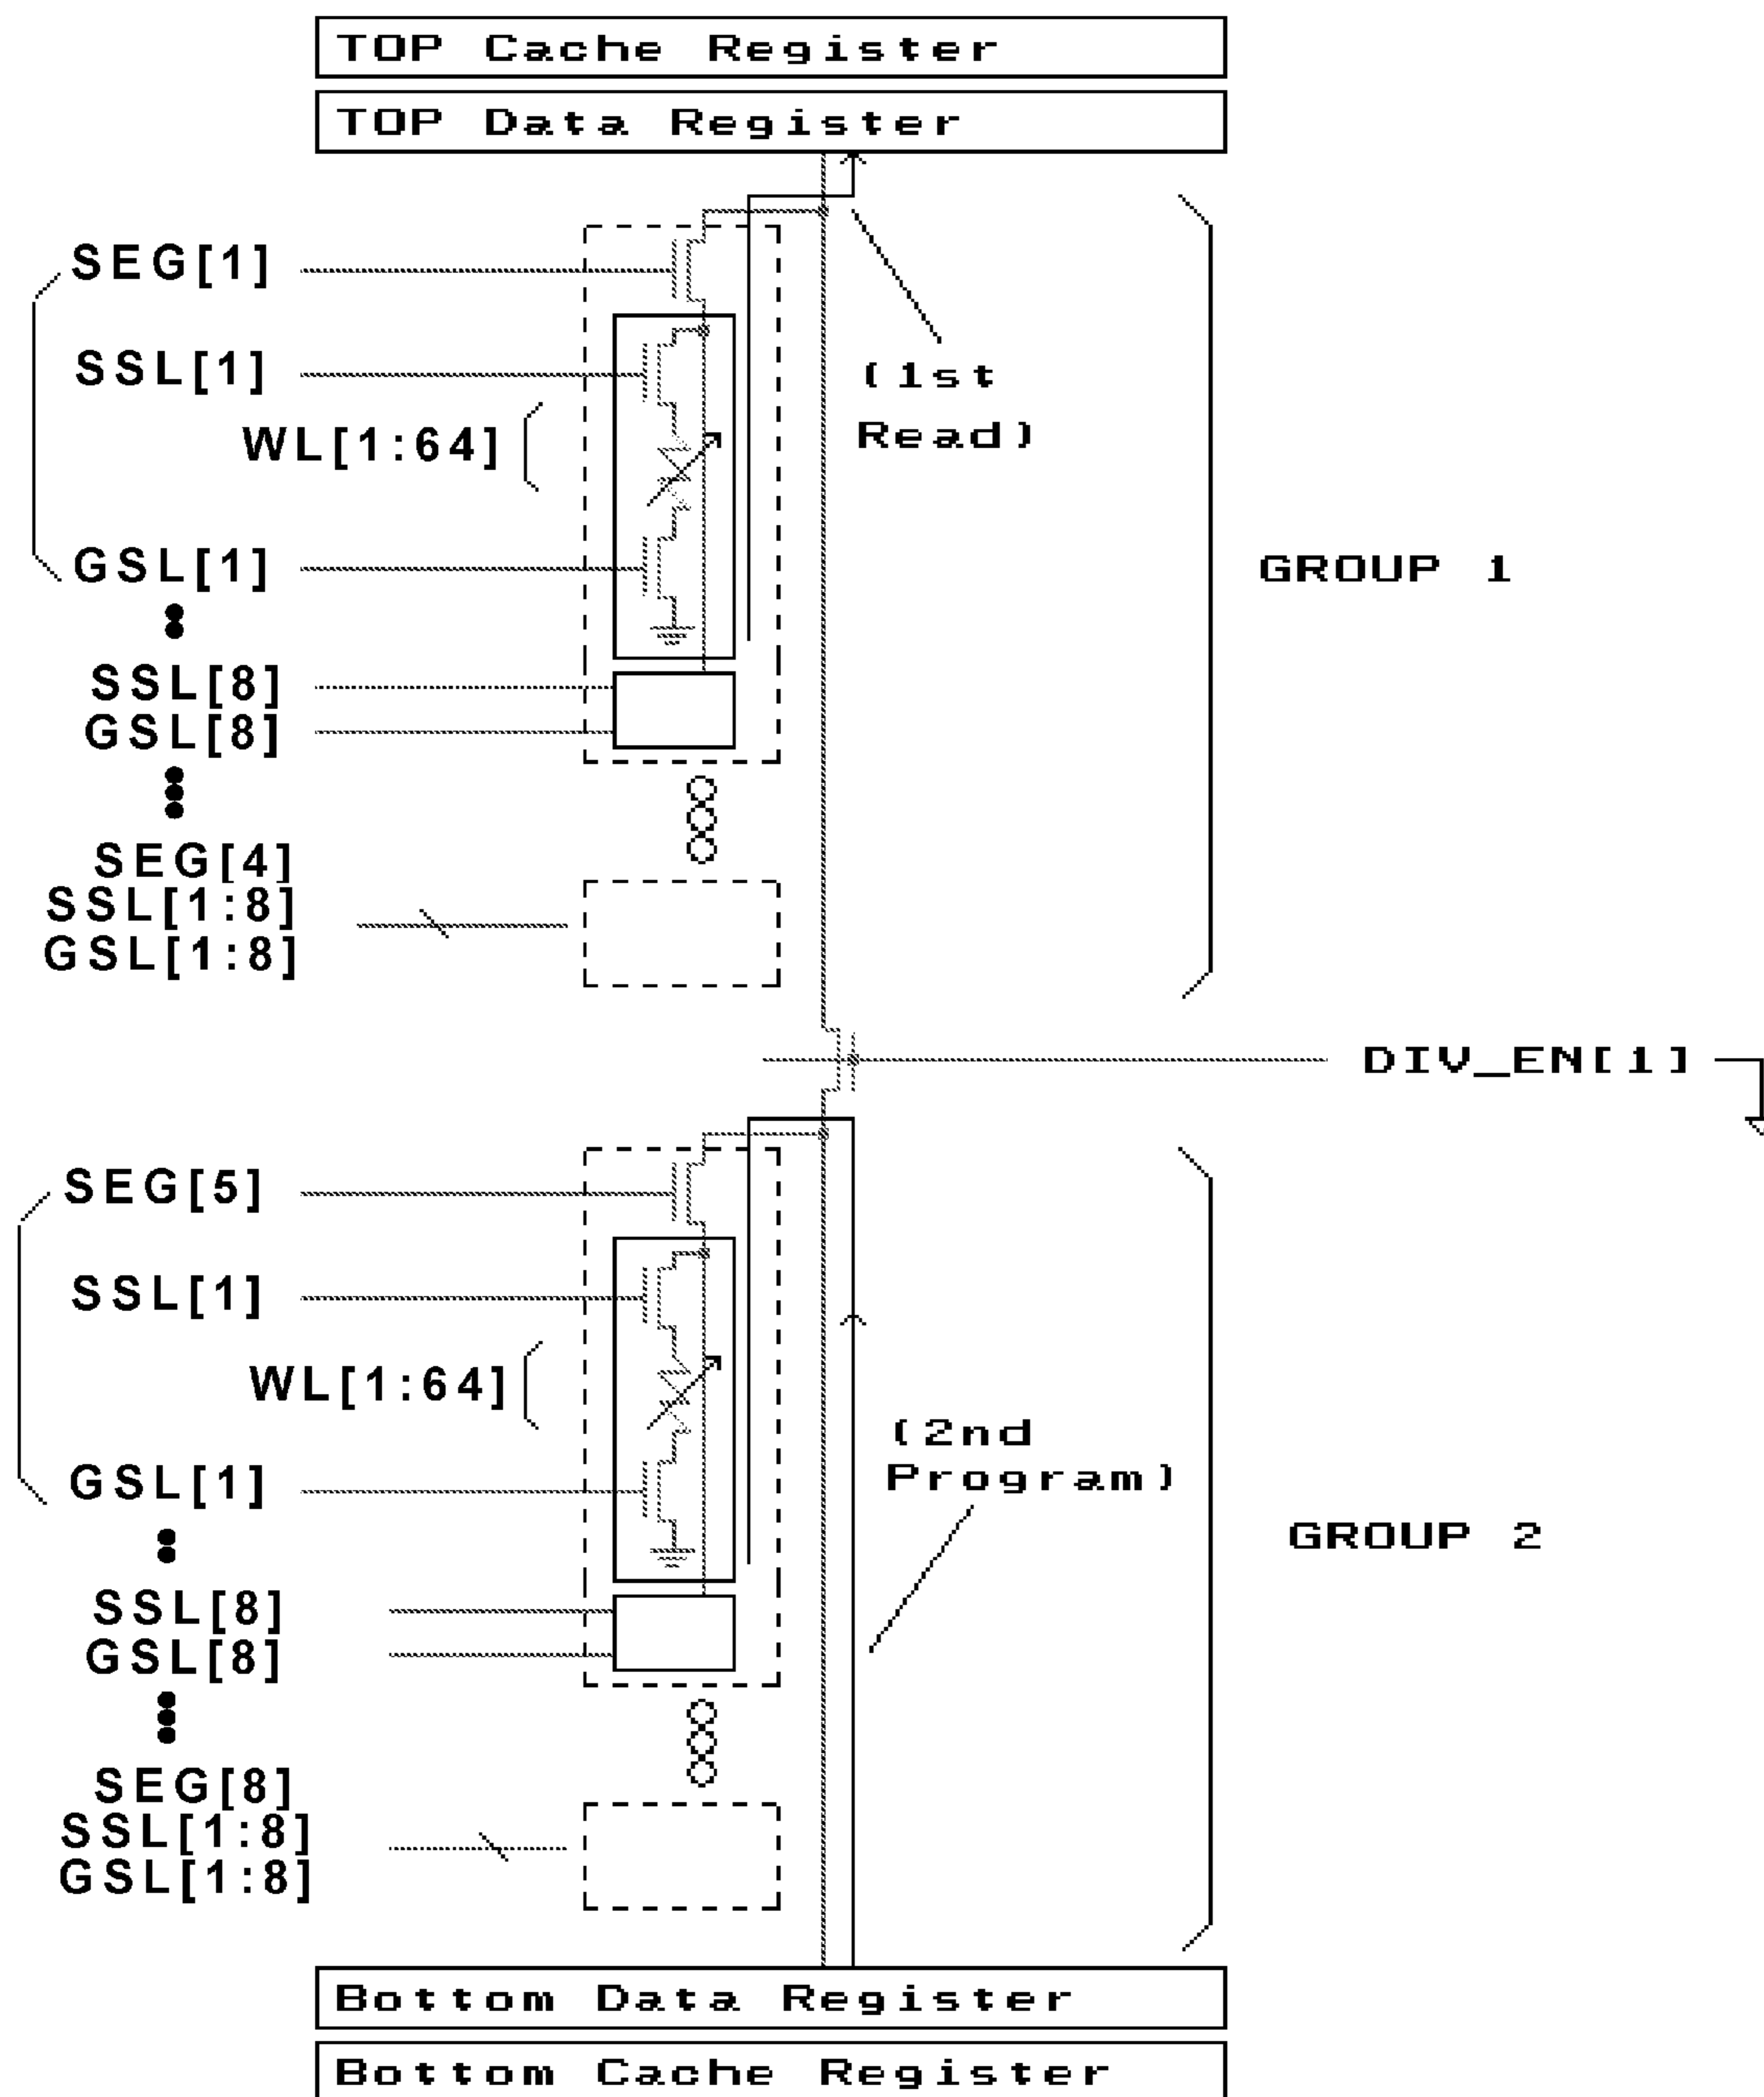 TOP Cache Register
TOP Data Register
SEG[1]
SSL[1]
(1st
Read)
WL[1:64]
GSL[1]
GROUP 1
SSL[8]
GSL[8]
SEG[4]
SSL[1:8]
GSL[1:8]
DIV_EN[1]
SEG[5]
SSL[1]
WL[1:64]
(2nd
Program)
GSL[1]
GROUP 2
SSL[8]
GSL[8]
SEG[8]
SSL[1:8]
GSL[1:8]
Bottom Data Register
Bottom Cache Register